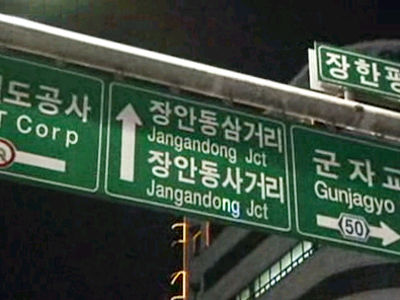 도공사
Corp
장안동삼거리
Jangandong Jct
장안동사거리
Jangandong Jct
군자교
Gunjagyo
50
장한평